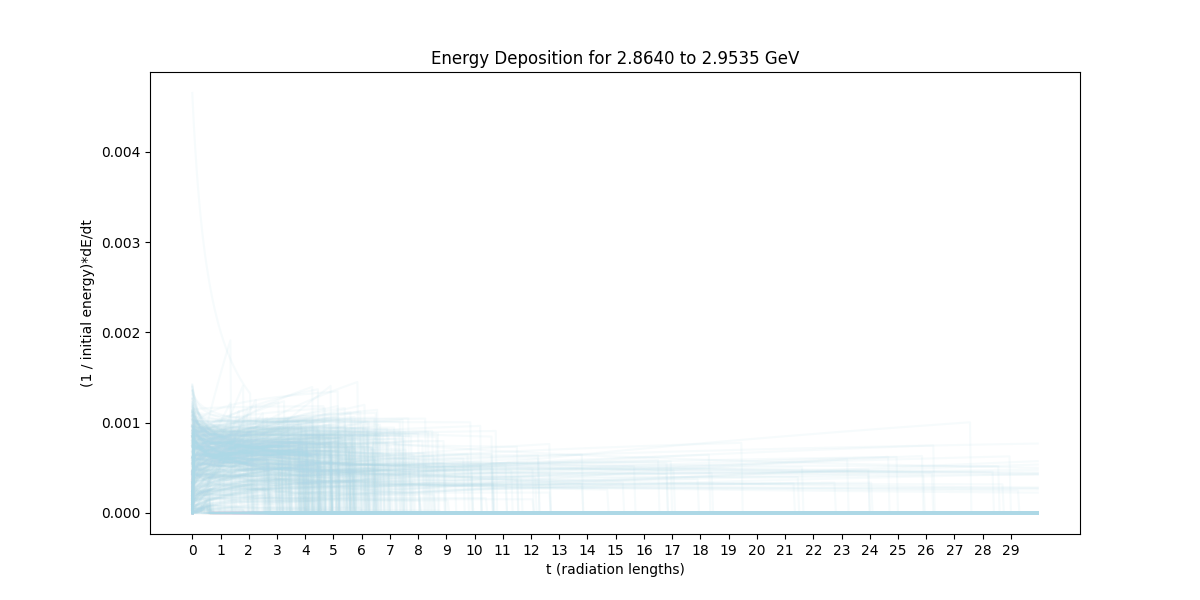 Energy Deposition for 2.8640 to 2.9535 GeV
(1 / initial energy)*dE/dt
0.004
0.003
0.002
0.001
0.000
0 1 2 3 4 5 6 7 8 9 10 11 12 13 14 15 16 17 18 19 20 21 22 23 24 25 26 27 28 29
t (radiation lengths)